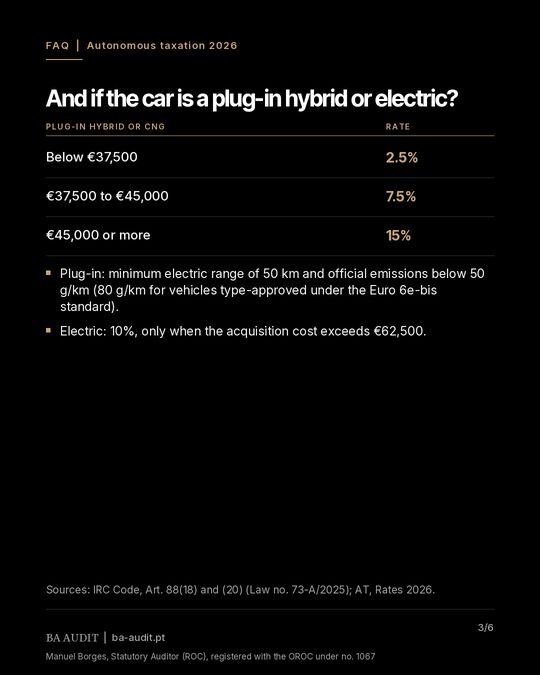 FAQ | Autonomous taxation 2026
And if the car is a plug-in hybrid or electric?
PLUG-IN HYBRID OR CNG RATE
Below €37,500 2.5%
€37,500 to €45,000 7.5%
€45,000 or more 15%
Plug-in: minimum electric range of 50 km and official emissions below 50
g/km (80 g/km for vehicles type-approved under the Euro 6e-bis
standard).
Electric: 10%, only when the acquisition cost exceeds €62,500.
Sources: IRC Code, Art. 88(18) and (20) (Law no. 73-A/2025); AT, Rates 2026.
3/6
BA AUDIT | ba-audit.pt
Manuel Borges, Statutory Auditor (ROC), registered with the OROC under no. 1067